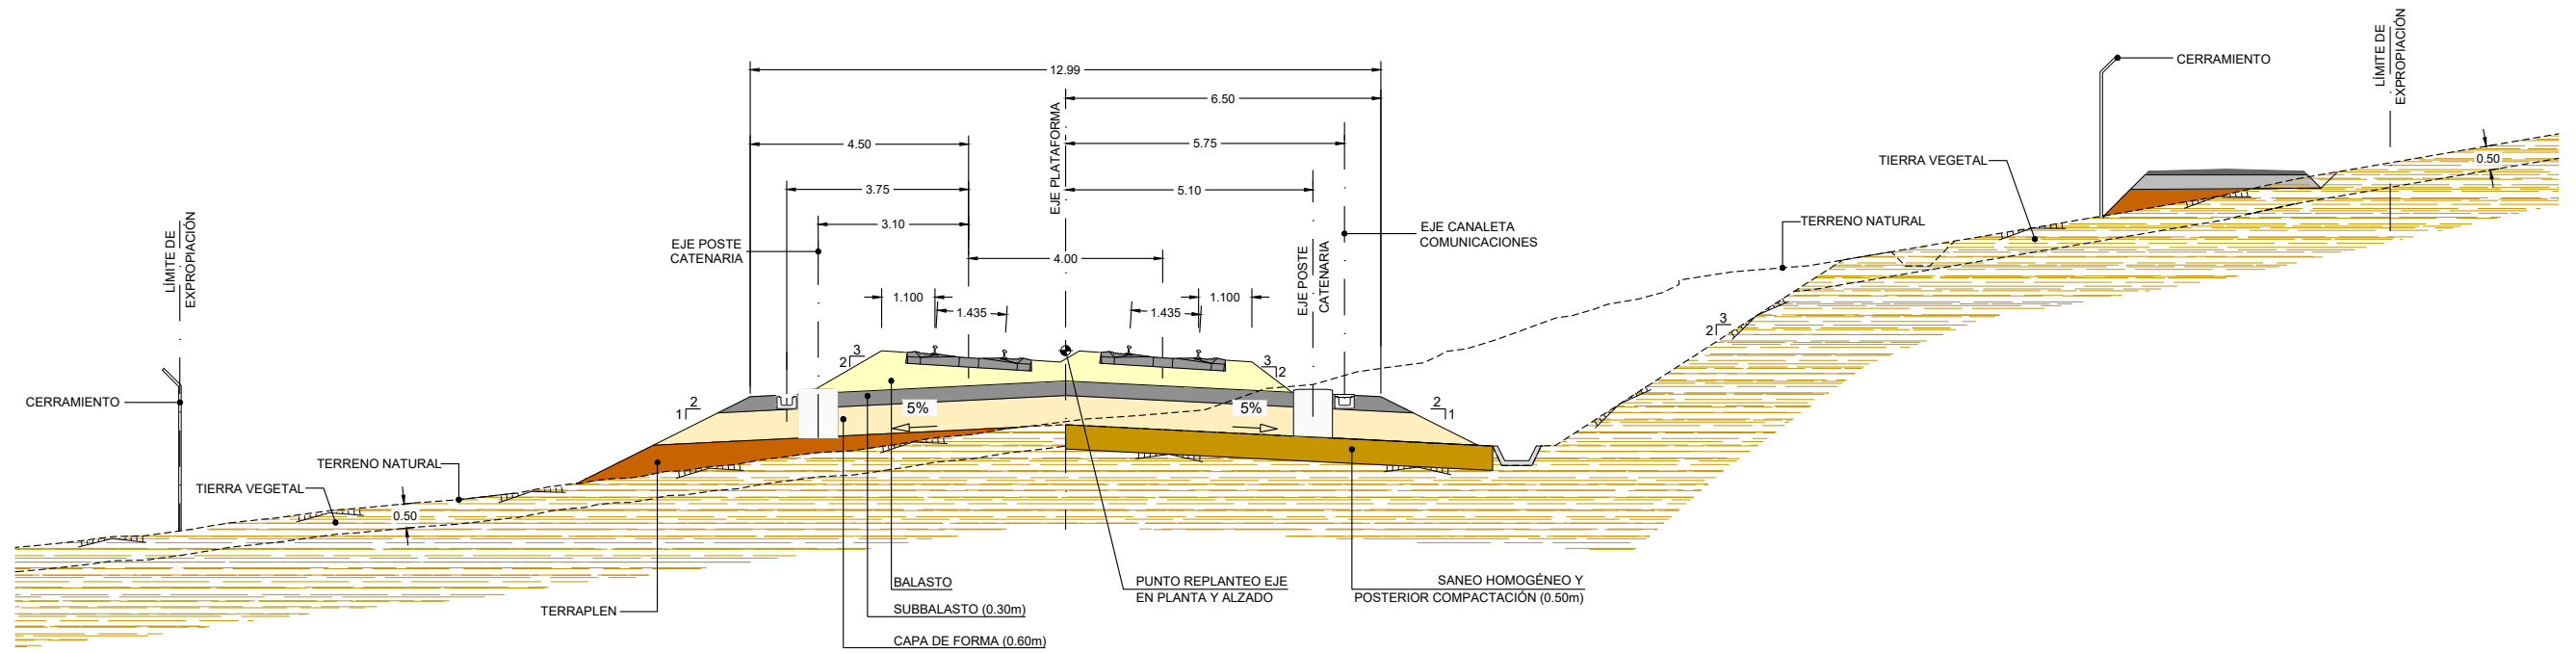 12.99
6.50
4.50
5.75
3.75
5.10
3.10
4.00
1.100
1.435
1.435
1.100
EJE PLATAFORMA
EJE POSTE
CATENARIA
EJE POSTE
CATENARIA
EJE CANALETA
COMUNICACIONES
LÍMITE DE
EXPROPIACIÓN
CERRAMIENTO
TERRENO NATURAL
TIERRA VEGETAL
0.50
TERRAPLEN
2
1
2
3
5%
5%
3
2
2
1
BALASTO
SUBBALASTO (0.30m)
CAPA DE FORMA (0.60m)
PUNTO REPLANTEO EJE
EN PLANTA Y ALZADO
SANEO HOMOGÉNEO Y
POSTERIOR COMPACTACIÓN (0.50m)
3
2
TERRENO NATURAL
TIERRA VEGETAL
CERRAMIENTO
LÍMITE DE
EXPROPIACIÓN
0.50